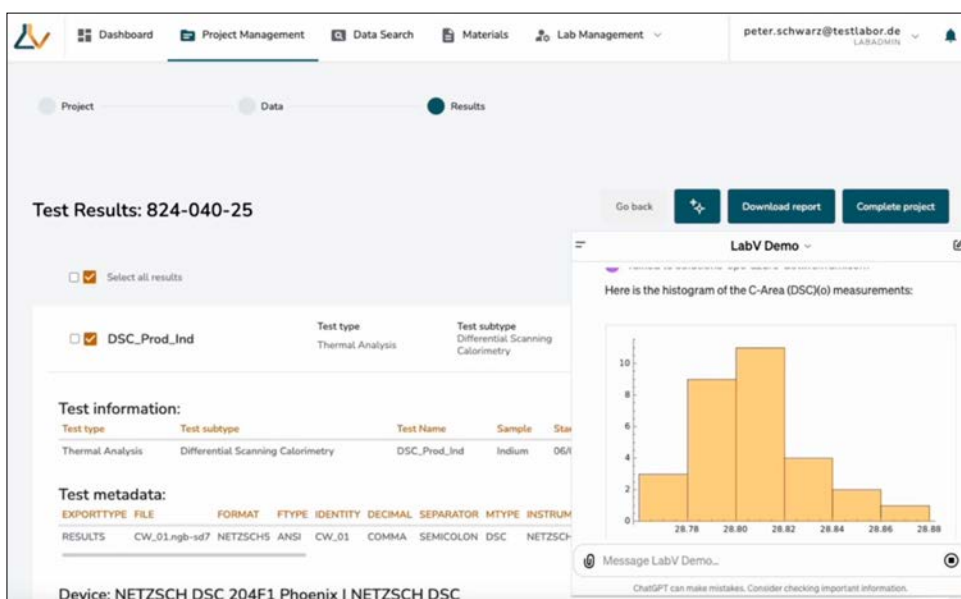 Dashboard Project Management Data Search Materials Lab Management peter.schwarz@testlabor.de
LABADMIN
Project Data Results
Test Results: 824-040-25 Go back Download report Complete project
LabV Demo
Select all results
Here is the histogram of the C-Area (DSC)(o) measurements:
DSC_Prod_Ind Test type Test subtype
Thermal Analysis Differential Scanning
Calorimetry
10
8
6
4
2
0
28.78 28.80 28.82 28.84 28.86 28.88
Test information:
Test type Test subtype Test Name Sample
Thermal Analysis Differential Scanning Calorimetry DSC_Prod_Ind Indium
Test metadata:
EXPORTTYPE FILE FORMAT FTYPE IDENTITY DECIMAL SEPARATOR MTYPE INSTRUM
RESULTS CW_01.ngb-sd7 NETZSCH5 ANSI CW_01 COMMA SEMICOLON DSC NETZSCH
Message LabV Demo...
ChatGPT can make mistakes. Consider checking important information.
Device: NETZSCH DSC 204F1 Phoenix | NETZSCH DSC